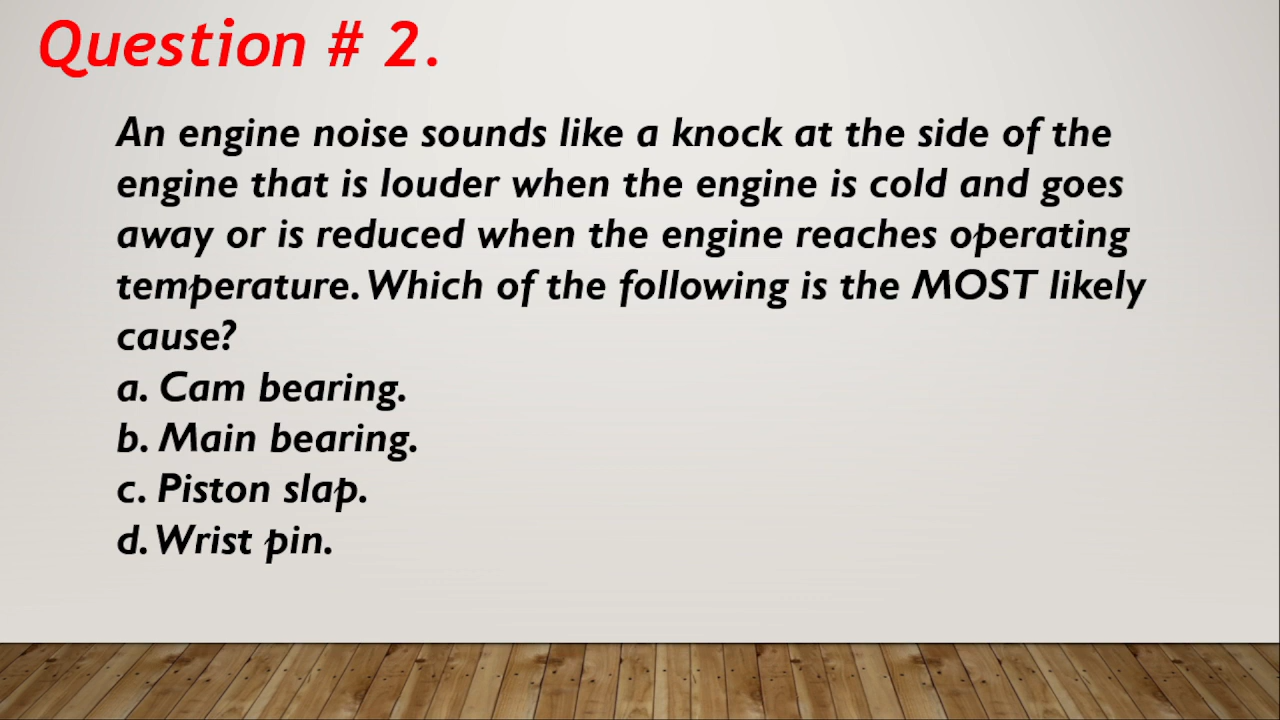 Question # 2.
An engine noise sounds like a knock at the side of the
engine that is louder when the engine is cold and goes
away or is reduced when the engine reaches operating
temperature. Which of the following is the MOST likely
cause?
a. Cam bearing.
b. Main bearing.
c. Piston slap.
d. Wrist pin.